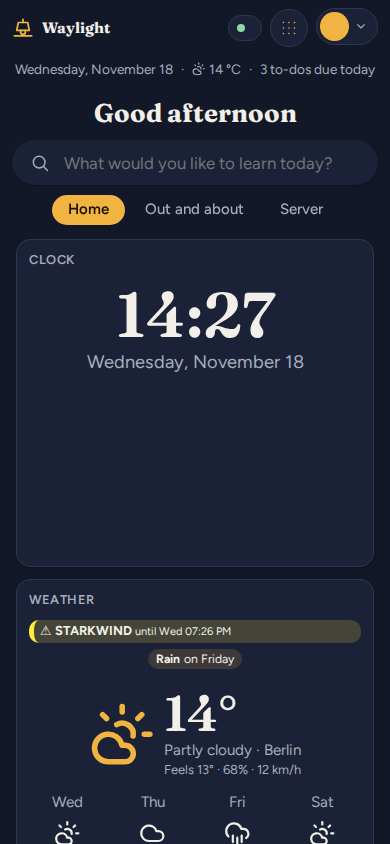 Waylight
Wednesday, November 18 · 14 °C · 3 to-dos due today
Good afternoon
What would you like to learn today?
Home Out and about Server
CLOCK
14:27
Wednesday, November 18
WEATHER
⚠ STARKWIND until Wed 07:26 PM
Rain on Friday
14°
Partly cloudy · Berlin
Feels 13° · 68% · 12 km/h
Wed Thu Fri Sat